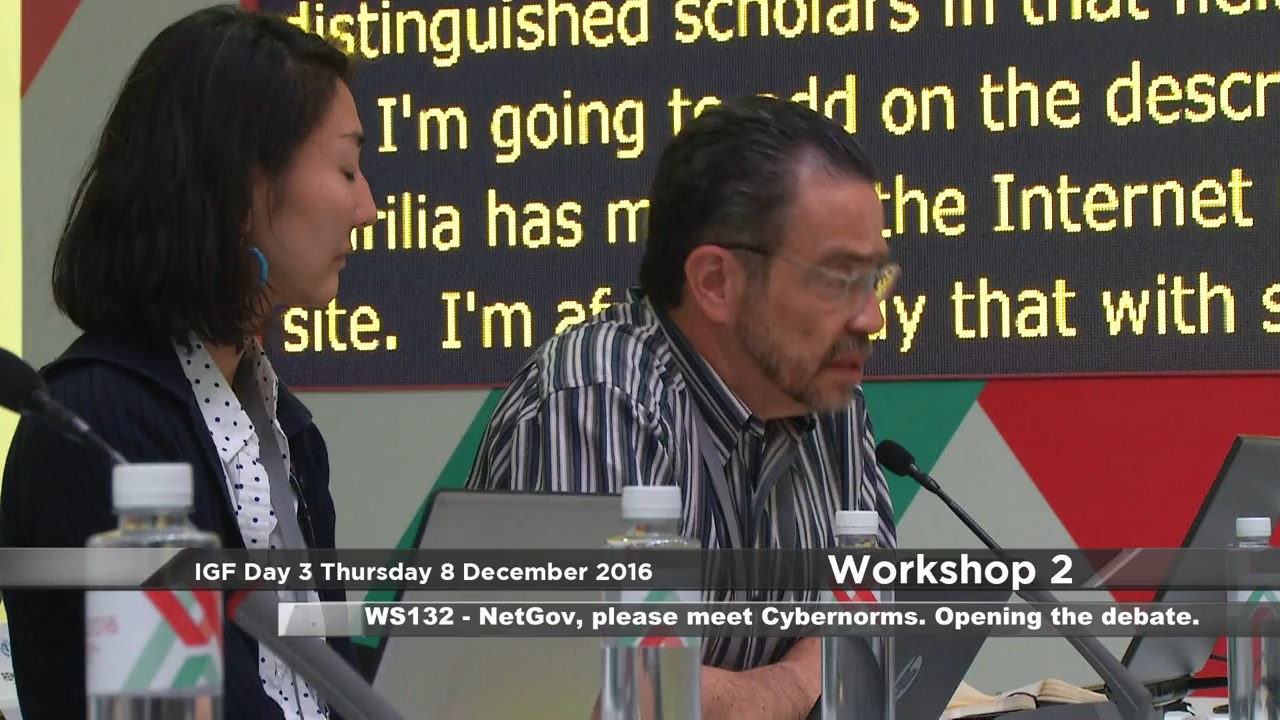 distinguished scholars in that
I'm going to add on the descr
has the Internet
site. I'm that with s
IGF Day 3 Thursday 8 December 2016
Workshop 2
WS132 - NetGov, please meet Cybernorms. Opening the debate.
hp